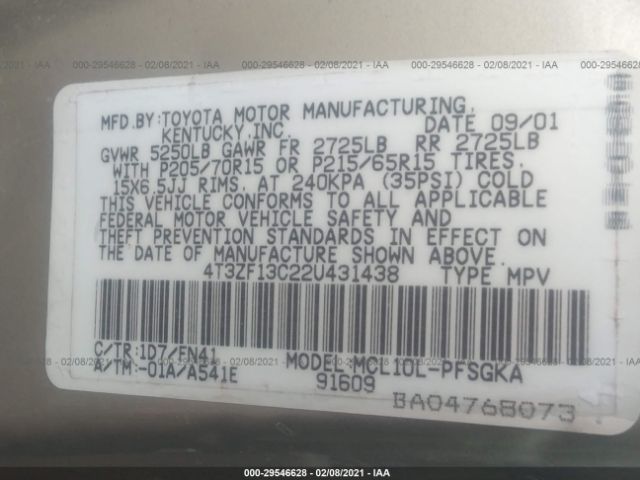 000-29546628 - 02/08/2021 - IAA
MFD.BY:TOYOTA MOTOR MANUFACTURING,
KENTUCKY,INC. DATE 09/01
GVWR 5250LB GAWR FR 2725LB RR 2725LB
WITH P205/70R15 OR P215/65R15 TIRES.
15X6.5JJ RIMS. AT 240KPA (35PSI) COLD
THIS VEHICLE CONFORMS TO ALL APPLICABLE
FEDERAL MOTOR VEHICLE SAFETY AND
THEFT PREVENTION STANDARDS IN EFFECT ON
THE DATE OF MANUFACTURE SHOWN ABOVE.
4T3ZF13C22U431438 TYPE MPV
C/TR:1D7/FN41 MODEL:MCL10L-PFSGKA
A/TM:-01A/A541E 91609
BA04768073
000-29546628 - 02/08/2021 - IAA